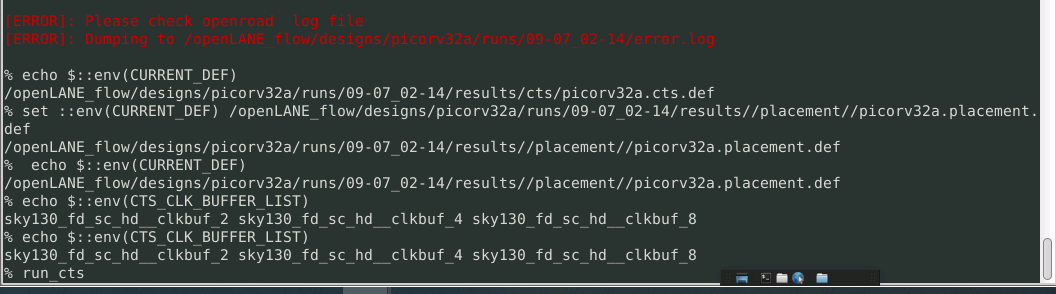 [ERROR]: Please check openroad  log file
[ERROR]: Dumping to /openLANE_flow/designs/picorv32a/runs/09-07_02-14/error.log
% echo $::env(CURRENT_DEF)
/openLANE_flow/designs/picorv32a/runs/09-07_02-14/results/cts/picorv32a.cts.def
% set ::env(CURRENT_DEF) /openLANE_flow/designs/picorv32a/runs/09-07_02-14/results//placement//picorv32a.placement.
def
/openLANE_flow/designs/picorv32a/runs/09-07_02-14/results//placement//picorv32a.placement.def
%  echo $::env(CURRENT_DEF)
/openLANE_flow/designs/picorv32a/runs/09-07_02-14/results//placement//picorv32a.placement.def
% echo $::env(CTS_CLK_BUFFER_LIST)
sky130_fd_sc_hd__clkbuf_2 sky130_fd_sc_hd__clkbuf_4 sky130_fd_sc_hd__clkbuf_8
% echo $::env(CTS_CLK_BUFFER_LIST)
sky130_fd_sc_hd__clkbuf_2 sky130_fd_sc_hd__clkbuf_4 sky130_fd_sc_hd__clkbuf_8
% run_cts